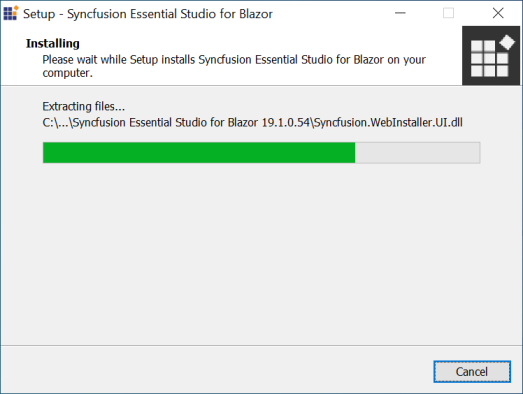 Setup - Syncfusion Essential Studio for Blazor
Installing
Please wait while Setup installs Syncfusion Essential Studio for Blazor on your
computer.
Extracting files...
C:\...\Syncfusion Essential Studio for Blazor 19.1.0.54\Syncfusion.WebInstaller.UI.dll
Cancel